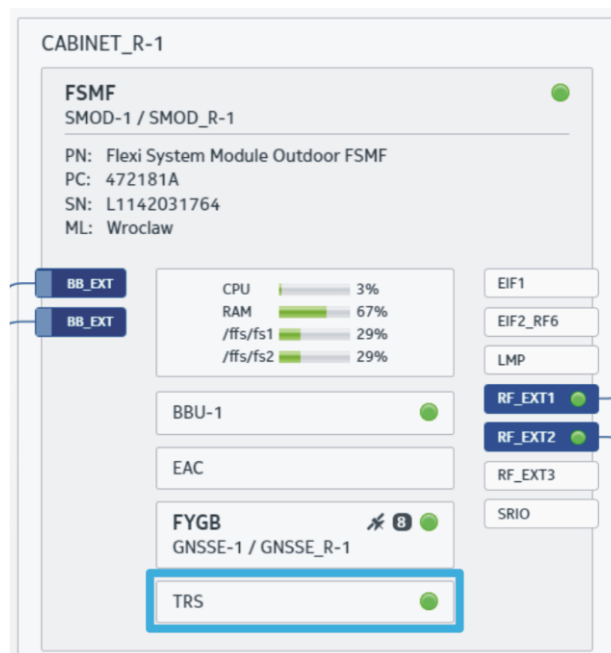 CABINET_R-1
FSMF
SMOD-1 / SMOD_R-1
PN: Flexi System Module Outdoor FSMF
PC: 472181A
SN: L1142031764
ML: Wroclaw
BB_EXT
BB_EXT
CPU 3%
RAM 67%
/ffs/fs1 29%
/ffs/fs2 29%
BBU-1
EAC
FYGB 8
GNSSE-1 / GNSSE_R-1
TRS
EIF1
EIF2_RF6
LMP
RF_EXT1
RF_EXT2
RF_EXT3
SRIO